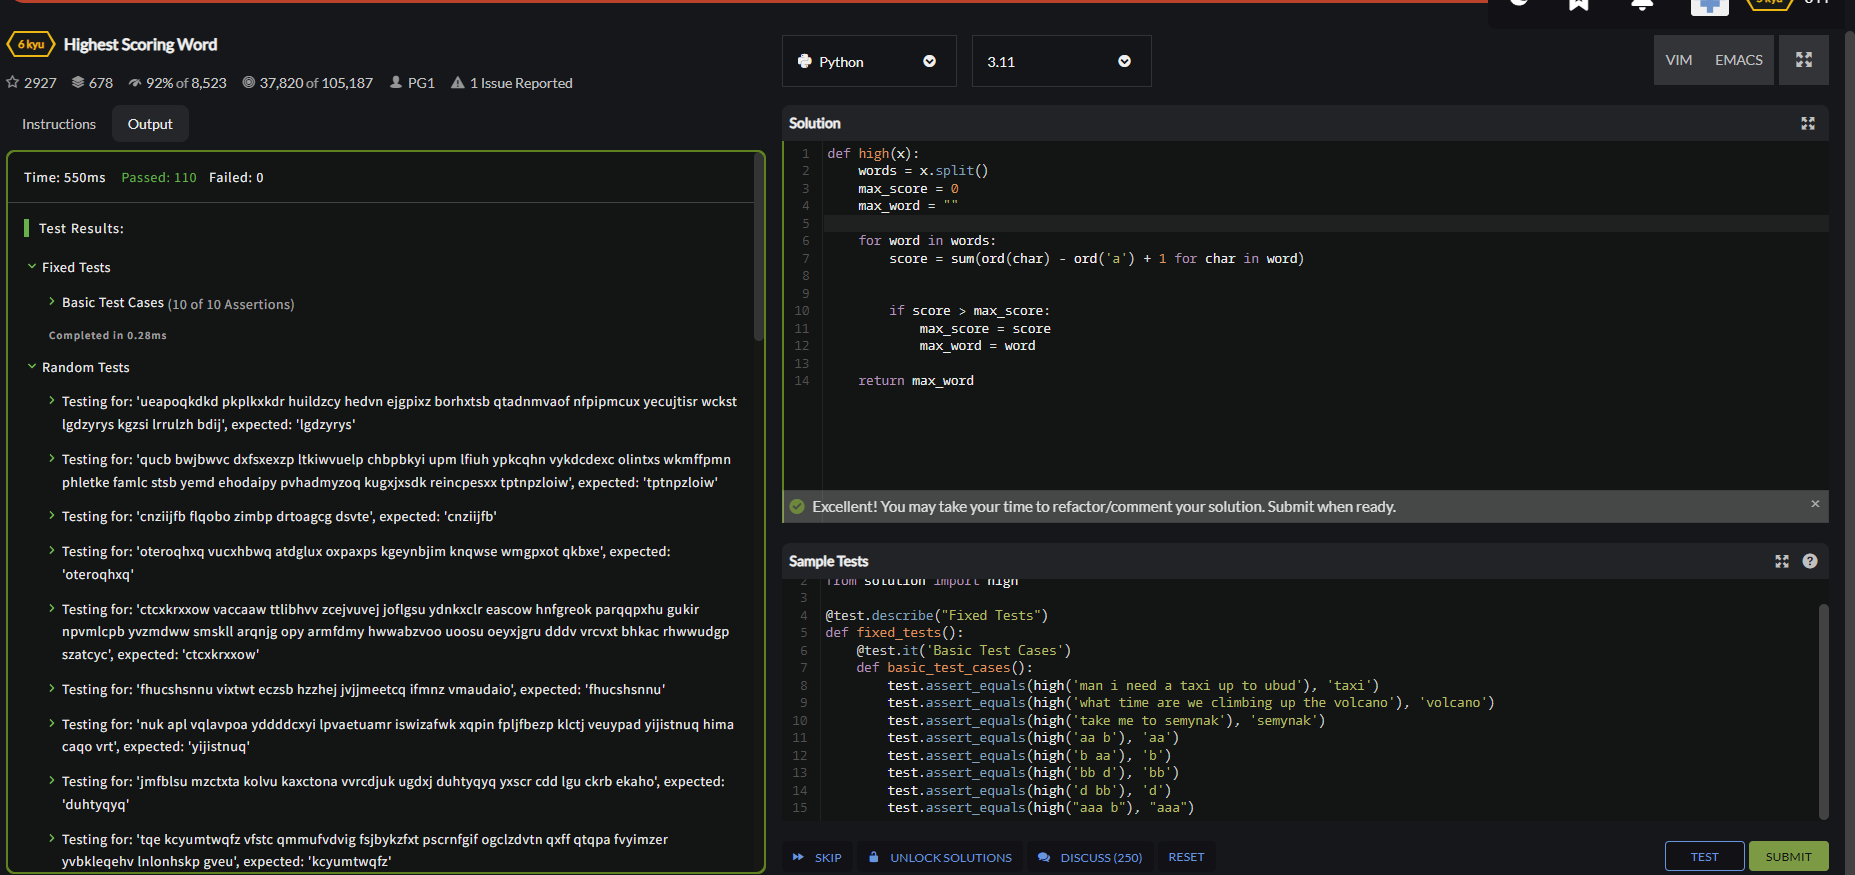 6 kyu Highest Scoring Word
2927 678 92% of 8,523 37,820 of 105,187 PG1 1 Issue Reported
Instructions Output
Time: 550ms Passed: 110 Failed: 0
Test Results:
Fixed Tests
Basic Test Cases (10 of 10 Assertions)
Completed in 0.28ms
Random Tests
Testing for: 'ueapoqkdkd pkplkxkdr huildzcy hedvn ejgpixz borhxtsb qtadnmvaof nfpipmcux yecujtisr wckst
lgdzyrys kgzsi lrrulzh bdij', expected: 'lgdzyrys'
Testing for: 'qucb bwjbwvc dxfsxexzp ltkiwvuelp chbpbkyi upm lfiuh ypkcqhn vykdcdexc olintxs wkmffpmn
phletke famlc stsb yemd ehodaipy pvhadmyzoq kugxjxsdk reincpesxx tptnpzloiw', expected: 'tptnpzloiw'
Testing for: 'cnziijfb flqobo zimbp drtoagcg dsvte', expected: 'cnziijfb'
Testing for: 'oteroqhxq vucxhbwq atdglux oxpaxps kgeynbjim knqwse wmgpxot qkbxe', expected:
'oteroqhxq'
Testing for: 'ctcxkrxxow vaccaaw ttlibhvv zcejvuvej joflgsu ydnkxclr eascow hnfgreok parqqpxhu gukir
npvmlcpb yvzmdww smskll arqnjg opy armfdmy hwwabzvoo uoosu oeyxjgru dddv vrcvxt bhkac rhwwudgp
szatcyc', expected: 'ctcxkrxxow'
Testing for: 'fhucshsnnu vixtwt eczsb hzzhej jvjjmeetcq ifmnz vmaudaio', expected: 'fhucshsnnu'
Testing for: 'nuk apl vqlavpoa yddddcxyi lpvaetuamr iswizafwk xqpin fpljfbezp klctj veuypad yijistnuq hima
caqo vrt', expected: 'yijistnuq'
Testing for: 'jmfblsu mzctxta kolvu kaxctona vvrcdjuk ugdxj duhtyqyq yxscr cdd lgu ckrb ekaho', expected:
'duhtyqyq'
Testing for: 'tqe kcyumtwqfz vfstc qmmufvdvig fsjbykzfxt pscrnfgif ogclzdvtn qxff qtqpa fvyimzer
yvbkleqehv lnlonhskp gveu', expected: 'kcyumtwqfz'
Python 3.11 VIM EMACS
Solution
1 def high(x):
2 words = x.split()
3 max_score = 0
4 max_word = ""
5
6 for word in words:
7 score = sum(ord(char) - ord('a') + 1 for char in word)
8
9
10 if score > max_score:
11 max_score = score
12 max_word = word
13
14 return max_word
Excellent! You may take your time to refactor/comment your solution. Submit when ready.
Sample Tests
2 from solution import high
3
4 @test.describe("Fixed Tests")
5 def fixed_tests():
6 @test.it('Basic Test Cases')
7 def basic_test_cases():
8 test.assert_equals(high('man i need a taxi up to ubud'), 'taxi')
9 test.assert_equals(high('what time are we climbing up the volcano'), 'volcano')
10 test.assert_equals(high('take me to semynak'), 'semynak')
11 test.assert_equals(high('aa b'), 'aa')
12 test.assert_equals(high('b aa'), 'b')
13 test.assert_equals(high('bb d'), 'bb')
14 test.assert_equals(high('d bb'), 'd')
15 test.assert_equals(high("aaa b"), "aaa")
SKIP UNLOCK SOLUTIONS DISCUSS (250) RESET TEST SUBMIT